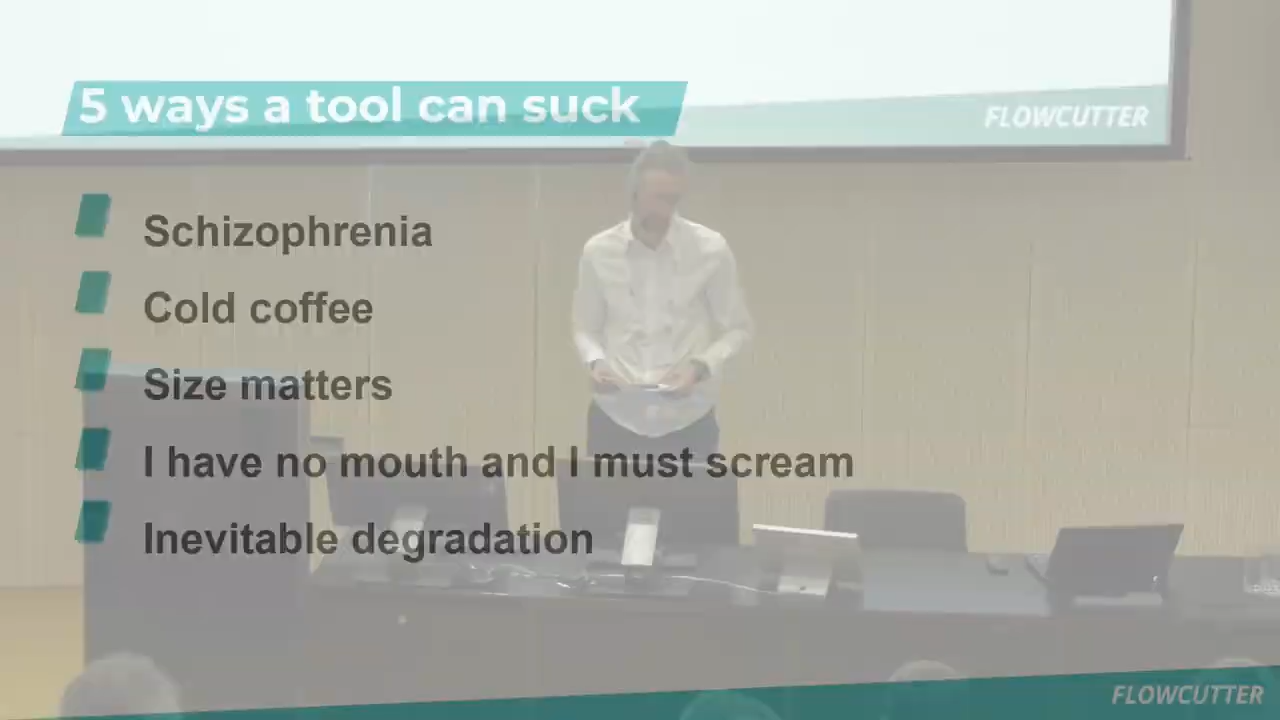 5 ways a tool can suck
FLOWCUTTER
Schizophrenia
Cold coffee
Size matters
I have no mouth and I must scream
Inevitable degradation
FLOWCUTTER